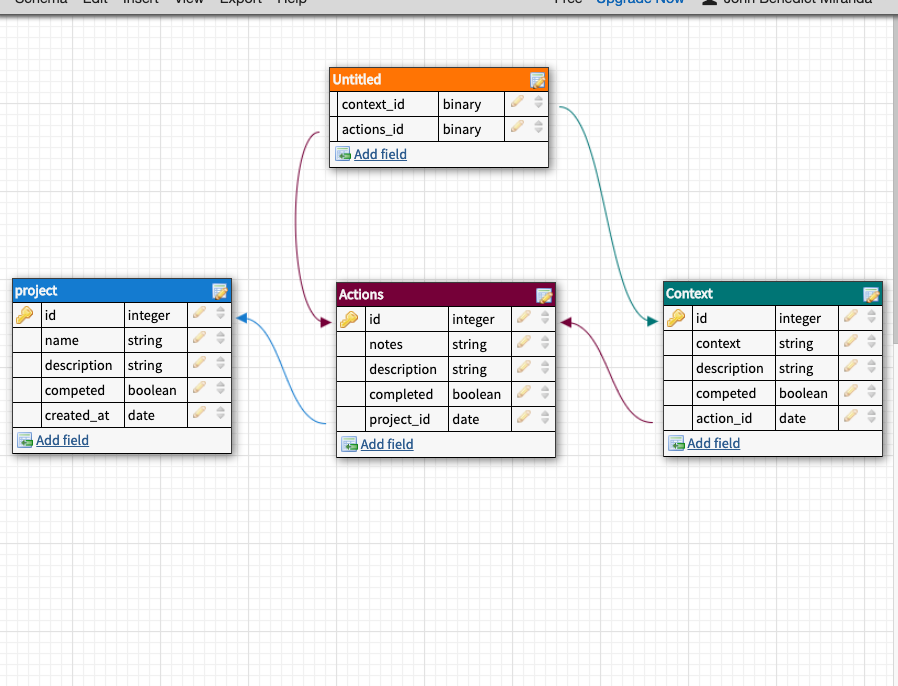 Schema Edit Insert View Export Help Free Upgrade Now John Benedict Miranda
Untitled
context_id binary
actions_id binary
Add field
project
id integer
name string
description string
competed boolean
created_at date
Add field
Actions
id integer
notes string
description string
completed boolean
project_id date
Add field
Context
id integer
context string
description string
competed boolean
action_id date
Add field